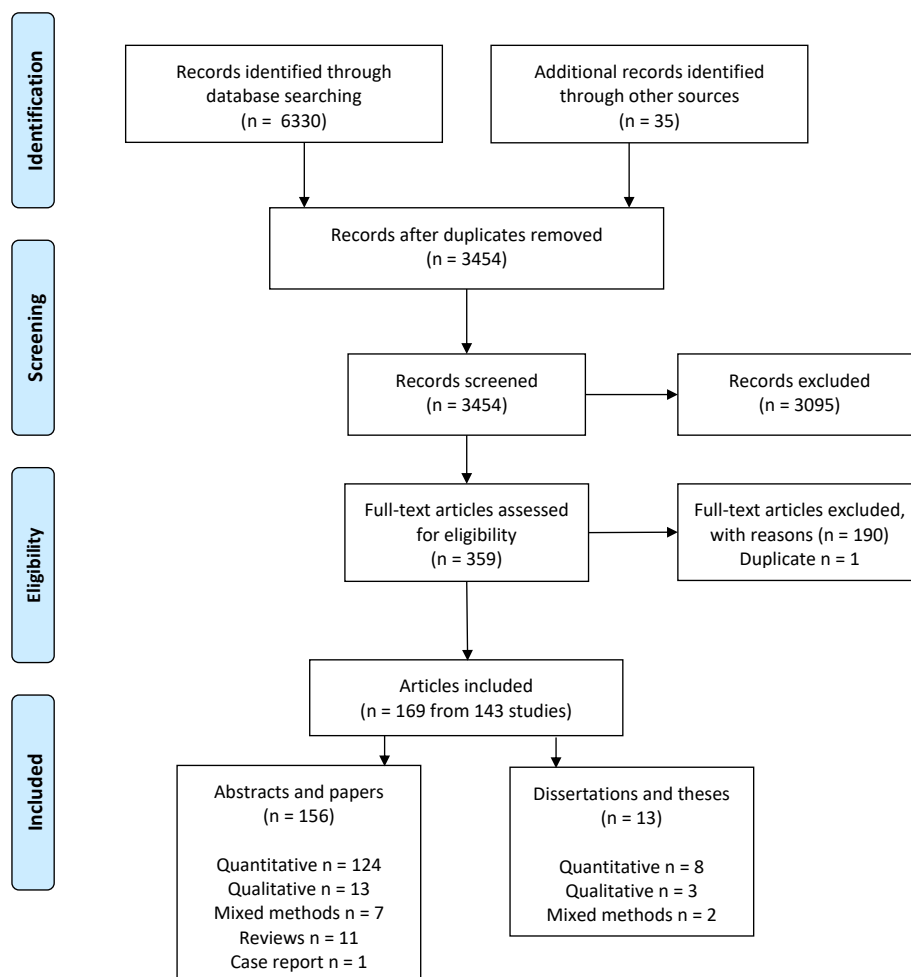 Identification
Records identified through
database searching
(n =  6330)
Additional records identified
through other sources
(n = 35)
Records after duplicates removed
(n = 3454)
Screening
Records screened
(n = 3454)
Records excluded
(n = 3095)
Eligibility
Full-text articles assessed
for eligibility
(n = 359)
Full-text articles excluded,
with reasons (n = 190)
Duplicate n = 1
Included
Articles included
(n = 169 from 143 studies)
Abstracts and papers
(n = 156)
Quantitative n = 124
Qualitative n = 13
Mixed methods n = 7
Reviews n = 11
Case report n = 1
Dissertations and theses
(n = 13)
Quantitative n = 8
Qualitative n = 3
Mixed methods n = 2